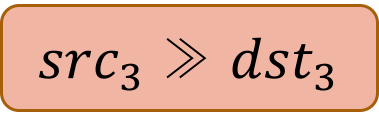 src₃ ≫ dst₃